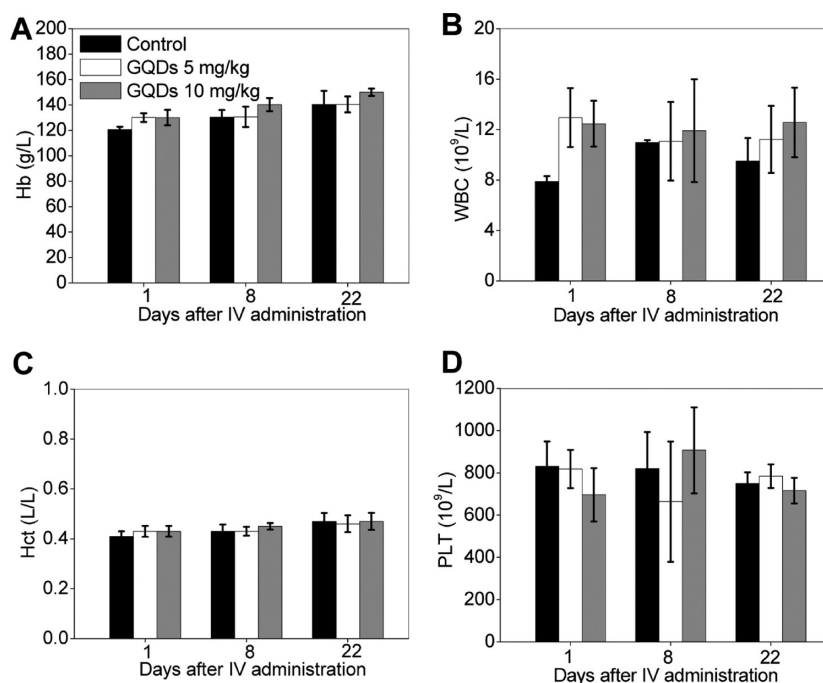 A
Control
GQDs 5 mg/kg
GQDs 10 mg/kg
200
180
160
140
120
100
80
60
40
20
0
Hb (g/L)
1 8 22
Days after IV administration
B
20
16
12
8
4
0
WBC (10⁹/L)
1 8 22
Days after IV administration
C
1.0
0.8
0.6
0.4
0.2
0.0
Hct (L/L)
1 8 22
Days after IV administration
D
1200
1000
800
600
400
200
0
PLT (10⁹/L)
1 8 22
Days after IV administration